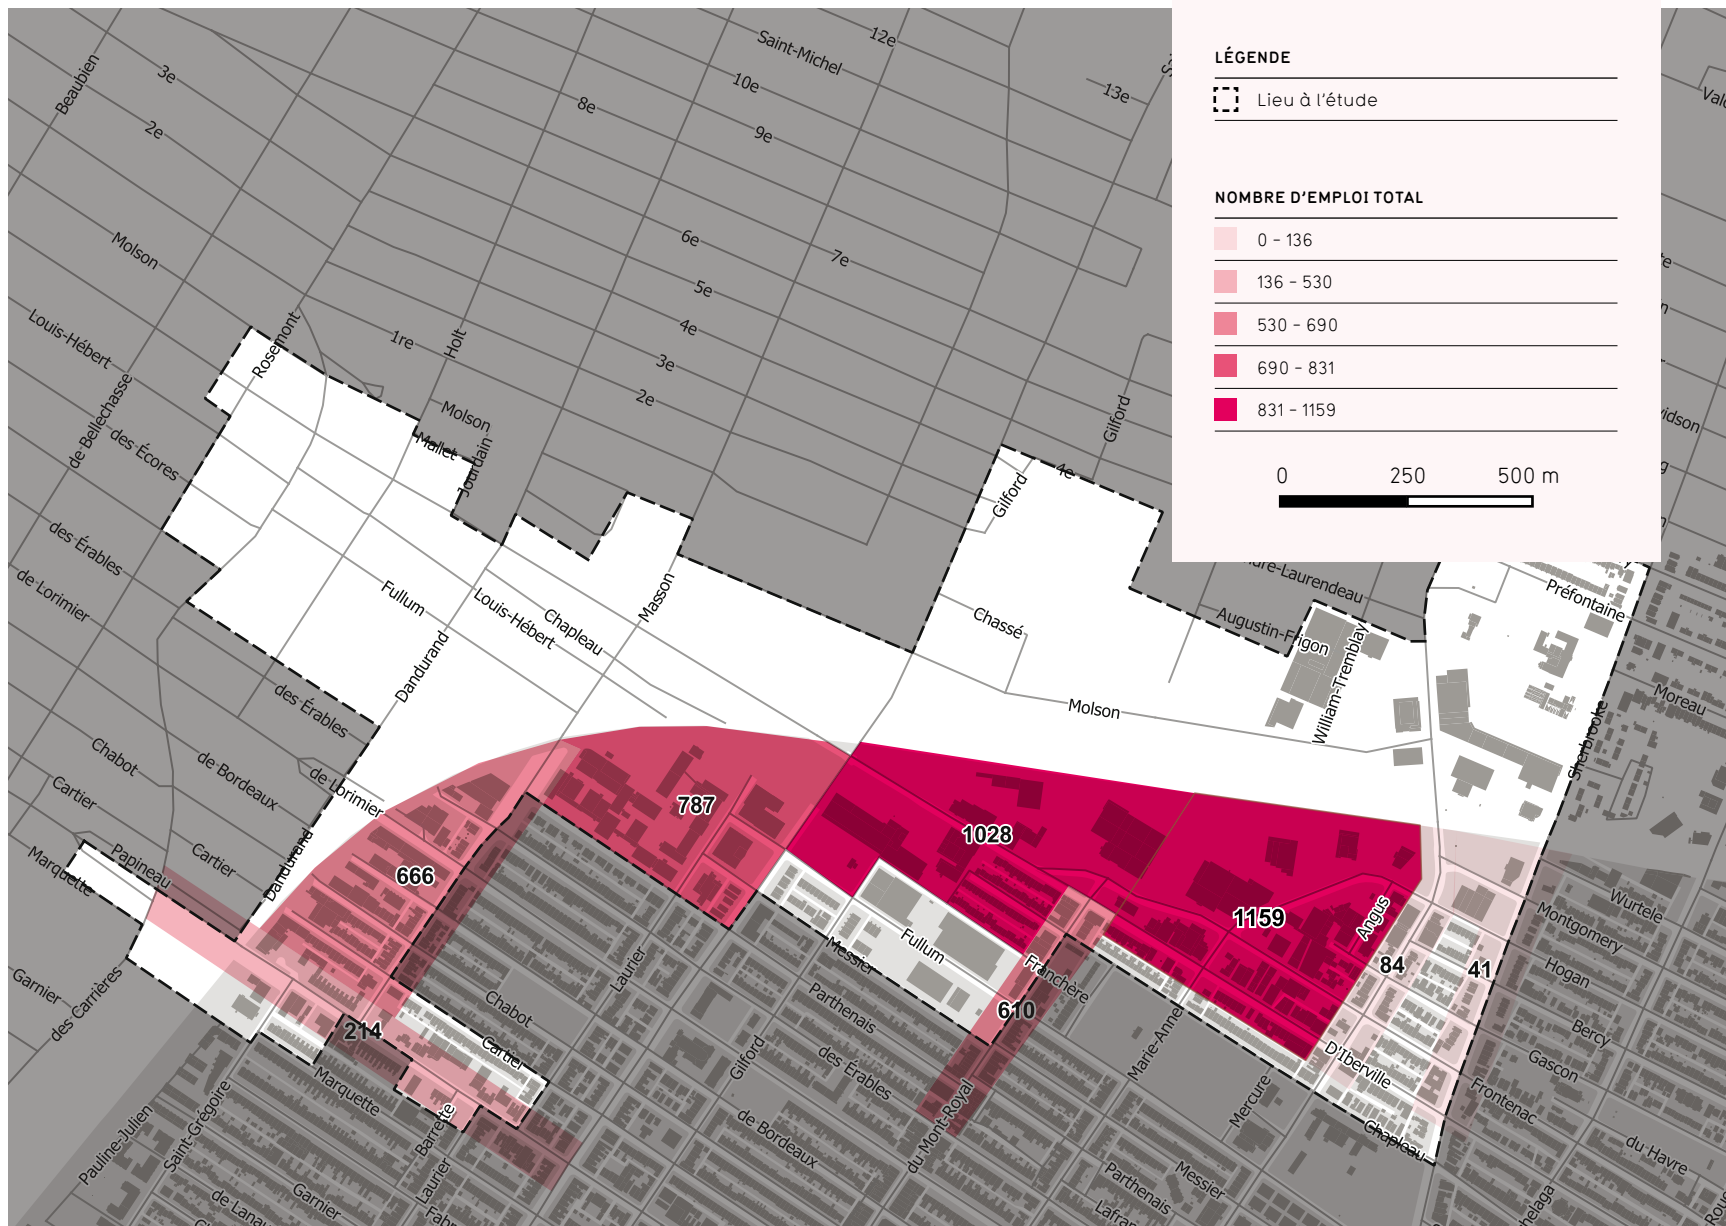 LÉGENDE
Lieu à l'étude
NOMBRE D'EMPLOI TOTAL
0 - 136
136 - 530
530 - 690
690 - 831
831 - 1159
0 250 500 m
Beaubien
3e
2e
Saint-Michel
12e
10e
8e
9e
13e
Molson
6e
7e
5e
4e
3e
2e
Louis-Hébert
Rosemont
1re
Holt
de Bellechasse
des Écores
Molson
Mallet
Jourdain
Gilford
4e
Gilford
des Érables
de Lorimier
Fullum
Louis-Hébert
Chapleau
Masson
Dandurand
Chassé
Augustin-Frigon
William-Tremblay
Préfontaine
Moreau
Sherbrooke
Molson
des Érables
de Bordeaux
de Lorimier
Chabot
Cartier
Cartier
Papineau
Marquette
Dandurand
787
1028
666
1159
Angus
84
41
Wurtele
Montgomery
Hogan
Bercy
Gascon
Frontenac
du Havre
Garnier
des Carrières
Laurier
Chabot
Cartier
214
Messier
Fullum
Franchère
610
Parthenais
des Érables
Gilford
de Bordeaux
du Mont-Royal
Marie-Anne
Mercure
D'Iberville
Chapleau
Marquette
Barrette
Laurier
Saint-Grégoire
Pauline-Julien
Garnier
Parthenais
Messier